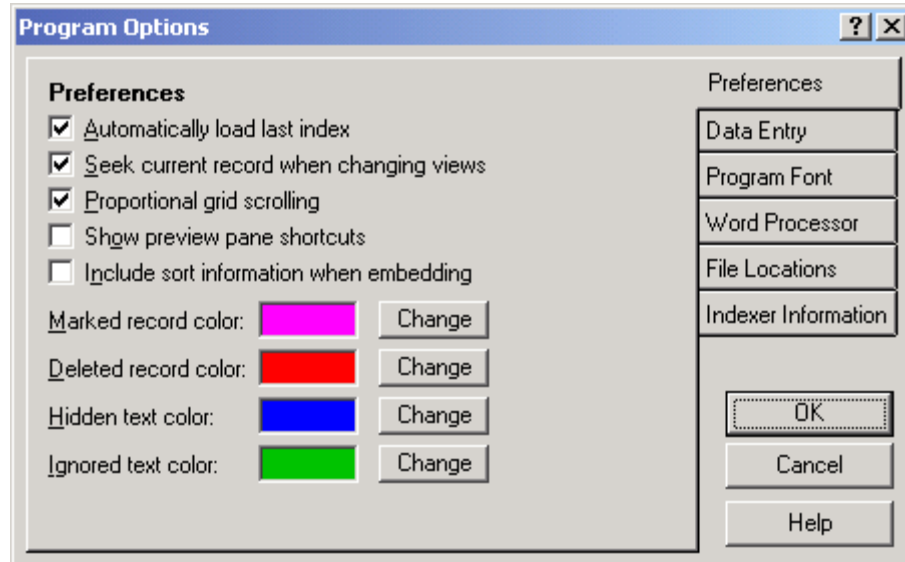 Program Options
Preferences
Automatically load last index
Seek current record when changing views
Proportional grid scrolling
Show preview pane shortcuts
Include sort information when embedding
Marked record color: Change
Deleted record color: Change
Hidden text color: Change
Ignored text color: Change
Preferences
Data Entry
Program Font
Word Processor
File Locations
Indexer Information
OK
Cancel
Help